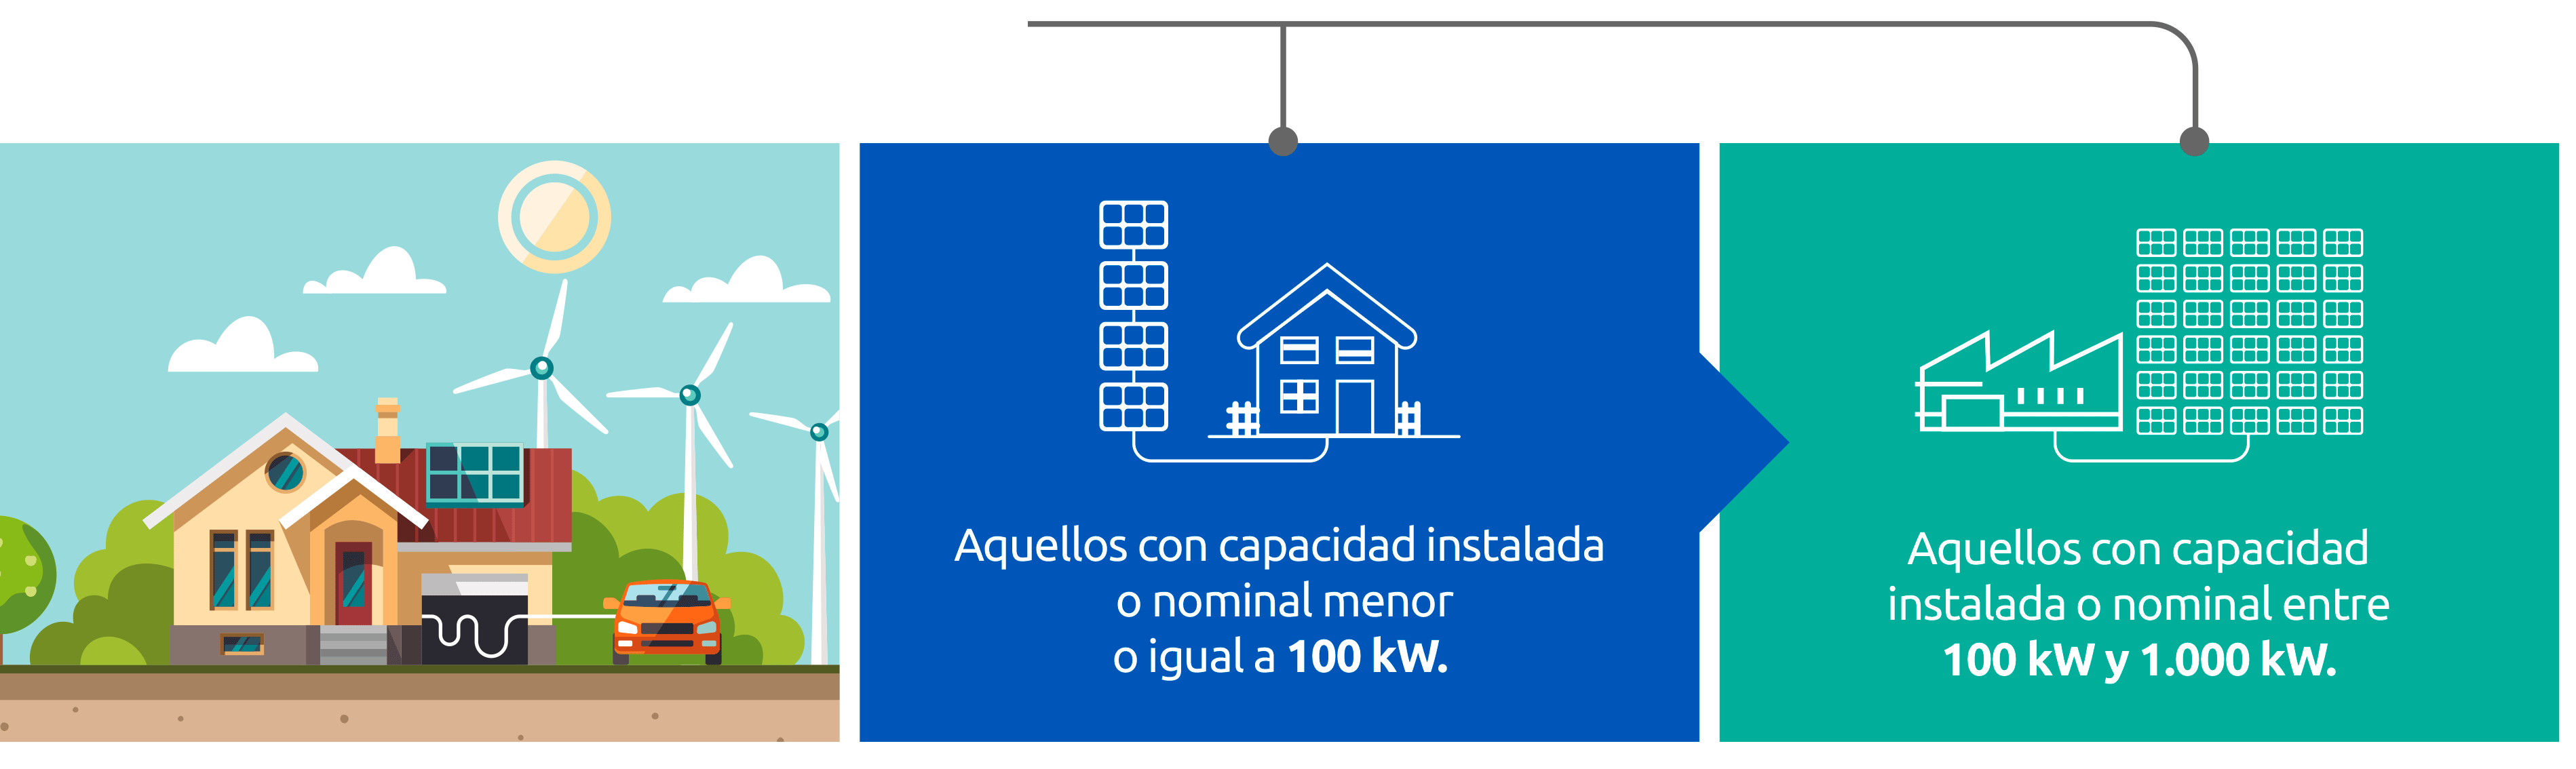 Aquellos con capacidad instalada
o nominal menor
o igual a 100 kW.
Aquellos con capacidad
instalada o nominal entre
100 kW y 1.000 kW.